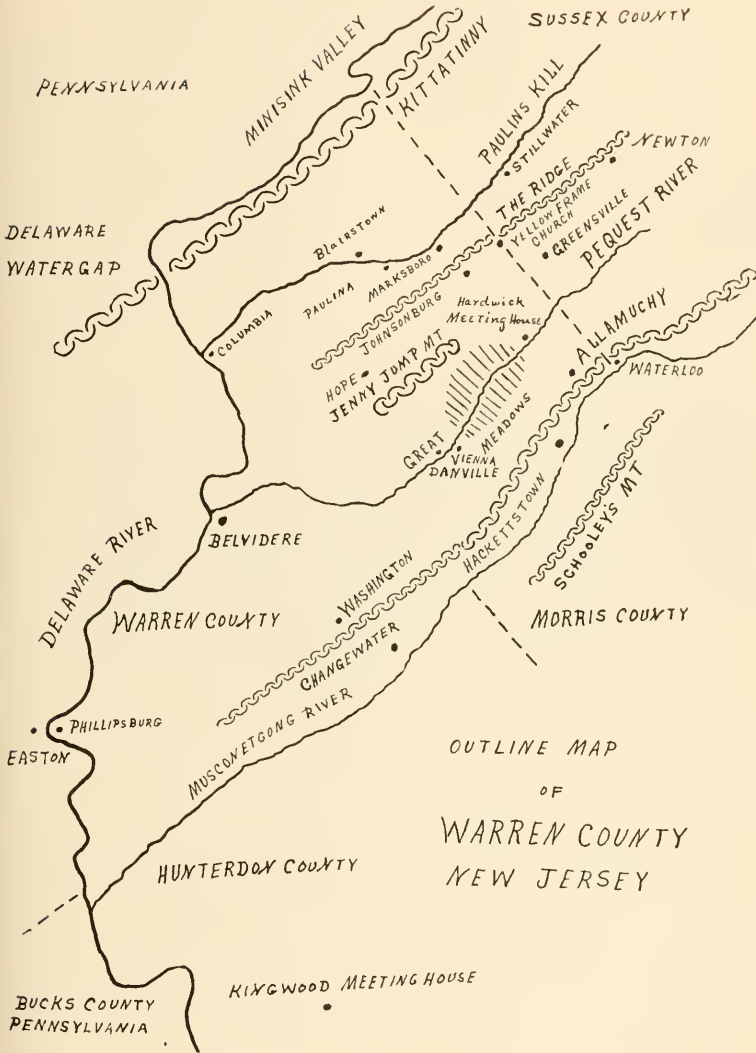 SUSSEX COUNTY
PENNSYLVANIA
MINISINK VALLEY
KITTATINNY
PAULINS KILL
STILLWATER
NEWTON
THE RIDGE
YELLOW FRAME
CHURCH
GREENSVILLE
PEQUEST RIVER
DELAWARE
WATERGAP
BLAIRSTOWN
PAULINA
MARKSBORO
COLUMBIA
JOHNSONBURG
Hardwick
Meeting House
HOPE
JENNY JUMP MT
ALLAMUCHY
WATERLOO
GREAT
MEADOWS
VIENNA
DANVILLE
HACKETTSTOWN
SCHOOLEY'S MT
BELVIDERE
DELAWARE RIVER
WARREN COUNTY
WASHINGTON
CHANGEWATER
MORRIS COUNTY
PHILLIPSBURG
EASTON
MUSCONETGONG RIVER
OUTLINE MAP
OF
WARREN COUNTY
NEW JERSEY
HUNTERDON COUNTY
KINGWOOD MEETING HOUSE
BUCKS COUNTY
PENNSYLVANIA